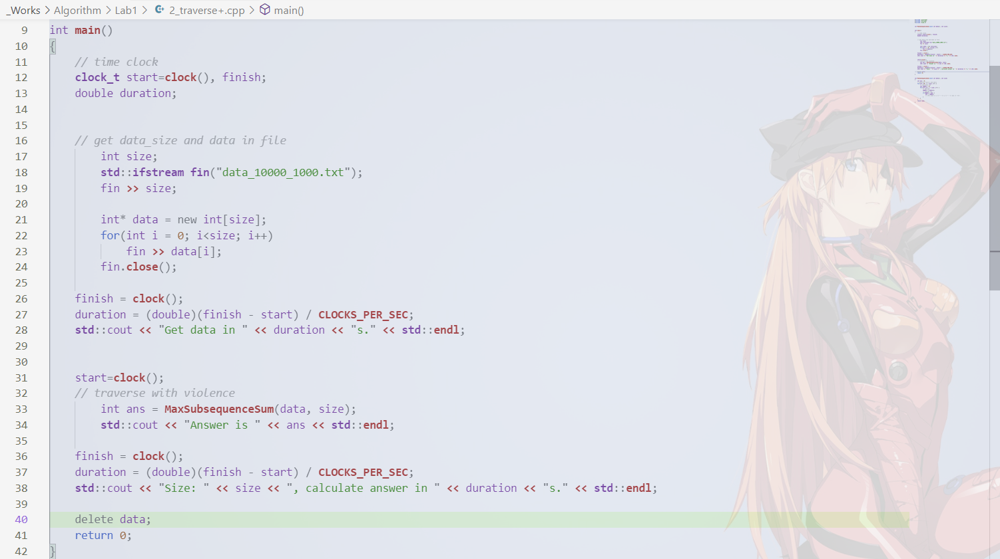 _Works > Algorithm > Lab1 > 2_traverse+.cpp > main()
9 int main()
10 {
11 // time clock
12 clock_t start=clock(), finish;
13 double duration;
14
15
16 // get data_size and data in file
17 int size;
18 std::ifstream fin("data_10000_1000.txt");
19 fin >> size;
20
21 int* data = new int[size];
22 for(int i = 0; i<size; i++)
23 fin >> data[i];
24 fin.close();
25
26 finish = clock();
27 duration = (double)(finish - start) / CLOCKS_PER_SEC;
28 std::cout << "Get data in " << duration << "s." << std::endl;
29
30
31 start=clock();
32 // traverse with violence
33 int ans = MaxSubsequenceSum(data, size);
34 std::cout << "Answer is " << ans << std::endl;
35
36 finish = clock();
37 duration = (double)(finish - start) / CLOCKS_PER_SEC;
38 std::cout << "Size: " << size << ", calculate answer in " << duration << "s." << std::endl;
39
40 delete data;
41 return 0;
42 }